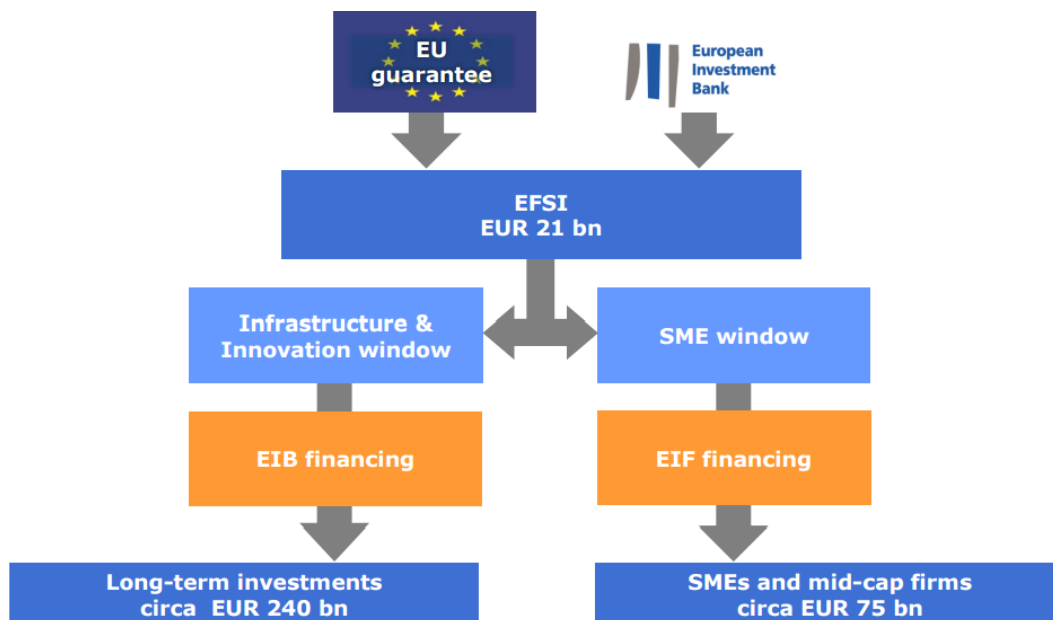 EU
guarantee
European
Investment
Bank
EFSI
EUR 21 bn
Infrastructure &
Innovation window
SME window
EIB financing
EIF financing
Long-term investments
circa EUR 240 bn
SMEs and mid-cap firms
circa EUR 75 bn